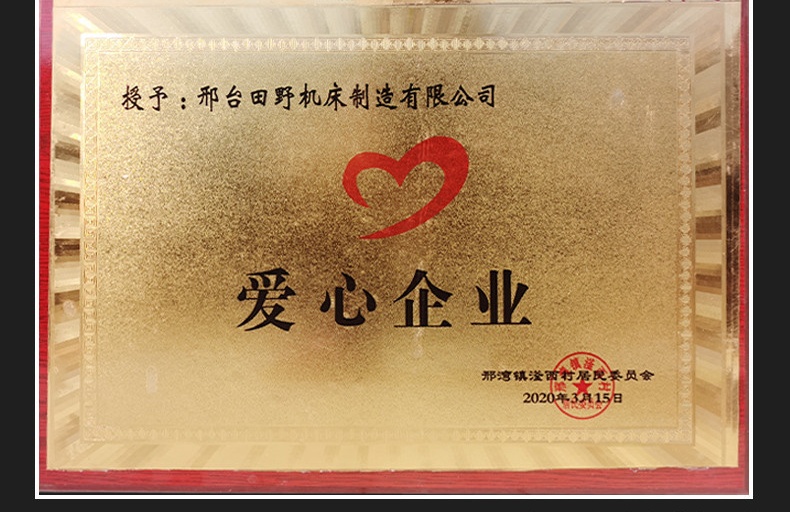 授予：邢台田野机床制造有限公司
爱心企业
邢湾镇滏西村居民委员会
2020年3月15日